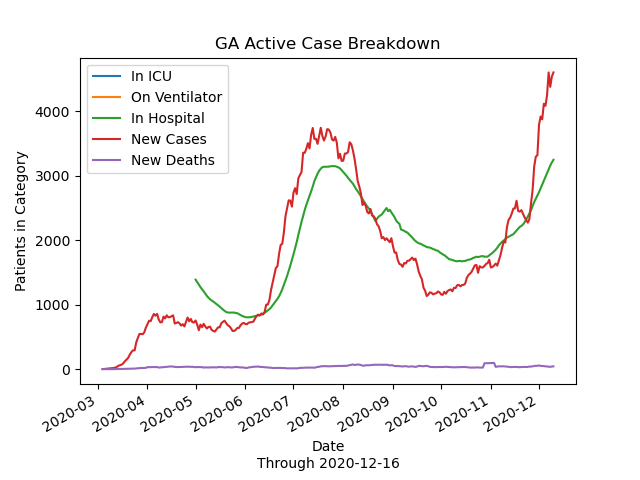 GA Active Case Breakdown
In ICU
On Ventilator
In Hospital
New Cases
New Deaths
Patients in Category
4000
3000
2000
1000
0
2020-03
2020-04
2020-05
2020-06
2020-07
2020-08
2020-09
2020-10
2020-11
2020-12
Date
Through 2020-12-16